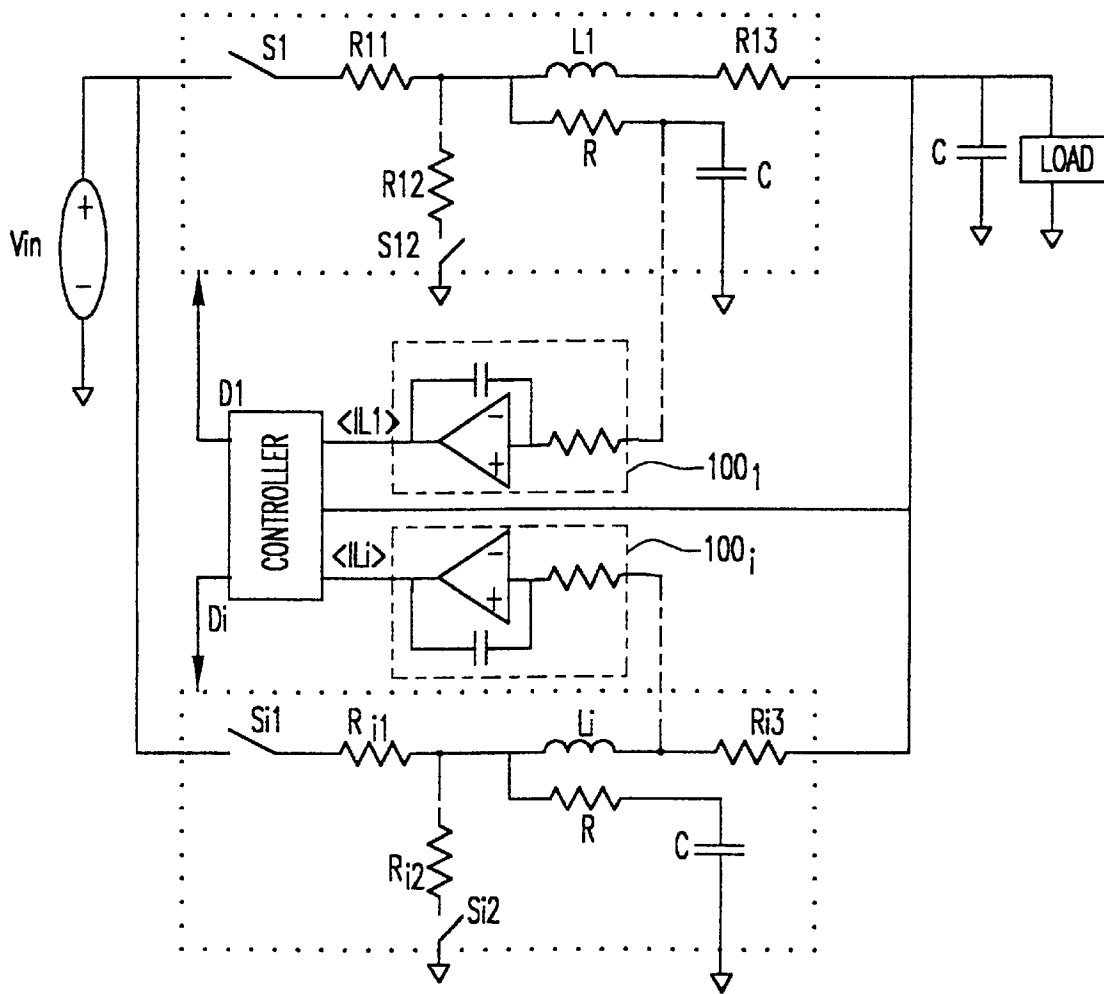 S1
R11
L1
R13
R
R12
S12
C
C
LOAD
Vin
+
−
D1
<IL1>
−
+
100₁
CONTROLLER
<ILi>
−
+
100ᵢ
Di
Si1
Rᵢ₁
Li
Ri3
R
Rᵢ₂
Si2
C